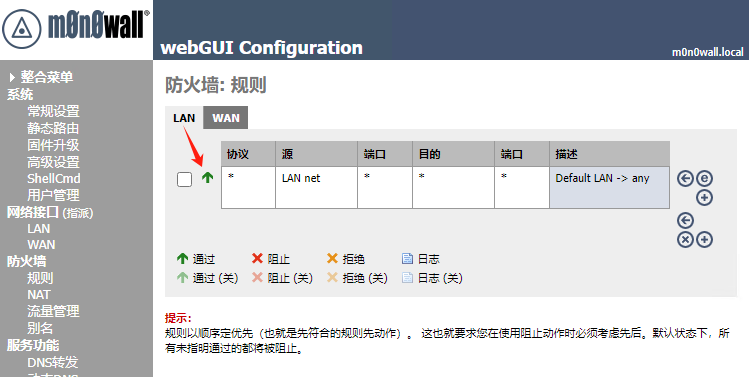 m0n0wall®
webGUI Configuration
m0n0wall.local
整合菜单
系统
常规设置
静态路由
固件升级
高级设置
ShellCmd
用户管理
网络接口 (指派)
LAN
WAN
防火墙
规则
NAT
流量管理
别名
服务功能
DNS转发
动态DNS
防火墙: 规则
LAN WAN
协议 源 端口 目的 端口 描述
* LAN net * * * Default LAN -> any
通过 阻止 拒绝 日志
通过 (关) 阻止 (关) 拒绝 (关) 日志 (关)
提示:
规则以顺序定优先（也就是先符合的规则先动作）。 这也就要求您在使用阻止动作时必须考虑先后。默认状态下，所
有未指明通过的都将被阻止。